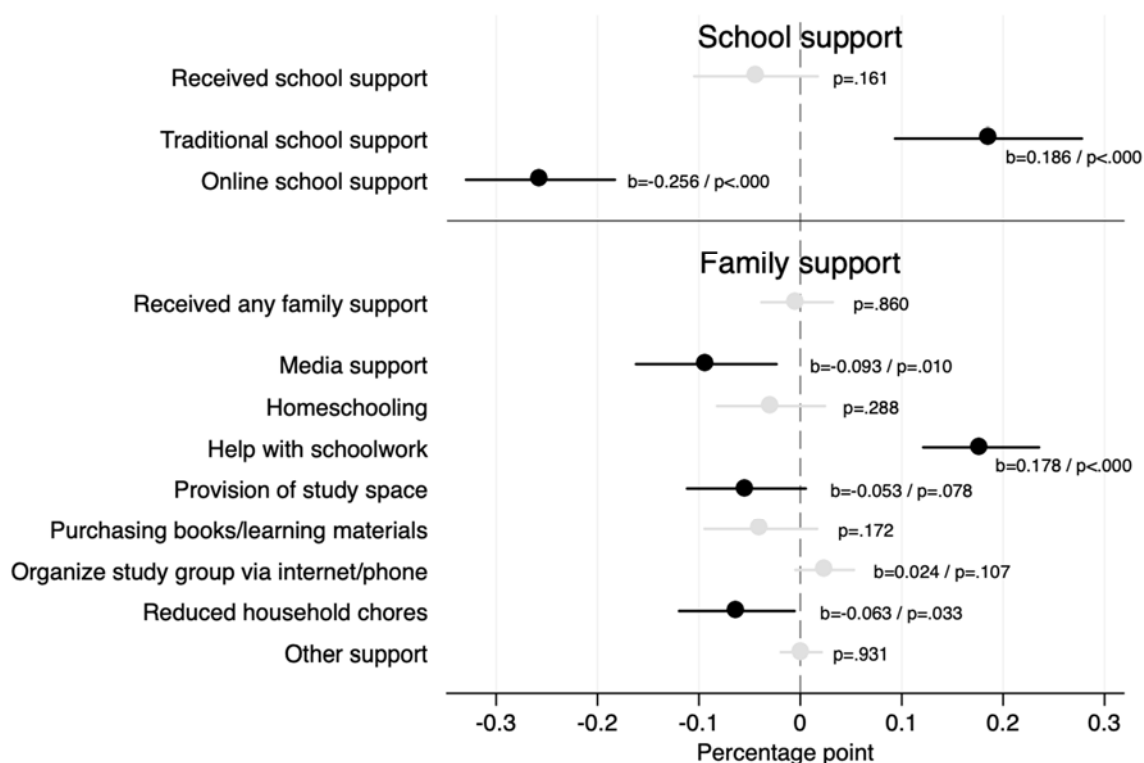 School support
Received school support
p=.161
Traditional school support
b=0.186 / p<.000
Online school support
b=-0.256 / p<.000
Family support
Received any family support
p=.860
Media support
b=-0.093 / p=.010
Homeschooling
p=.288
Help with schoolwork
b=0.178 / p<.000
Provision of study space
b=-0.053 / p=.078
Purchasing books/learning materials
p=.172
Organize study group via internet/phone
b=0.024 / p=.107
Reduced household chores
b=-0.063 / p=.033
Other support
p=.931
-0.3 -0.2 -0.1 0 0.1 0.2 0.3
Percentage point